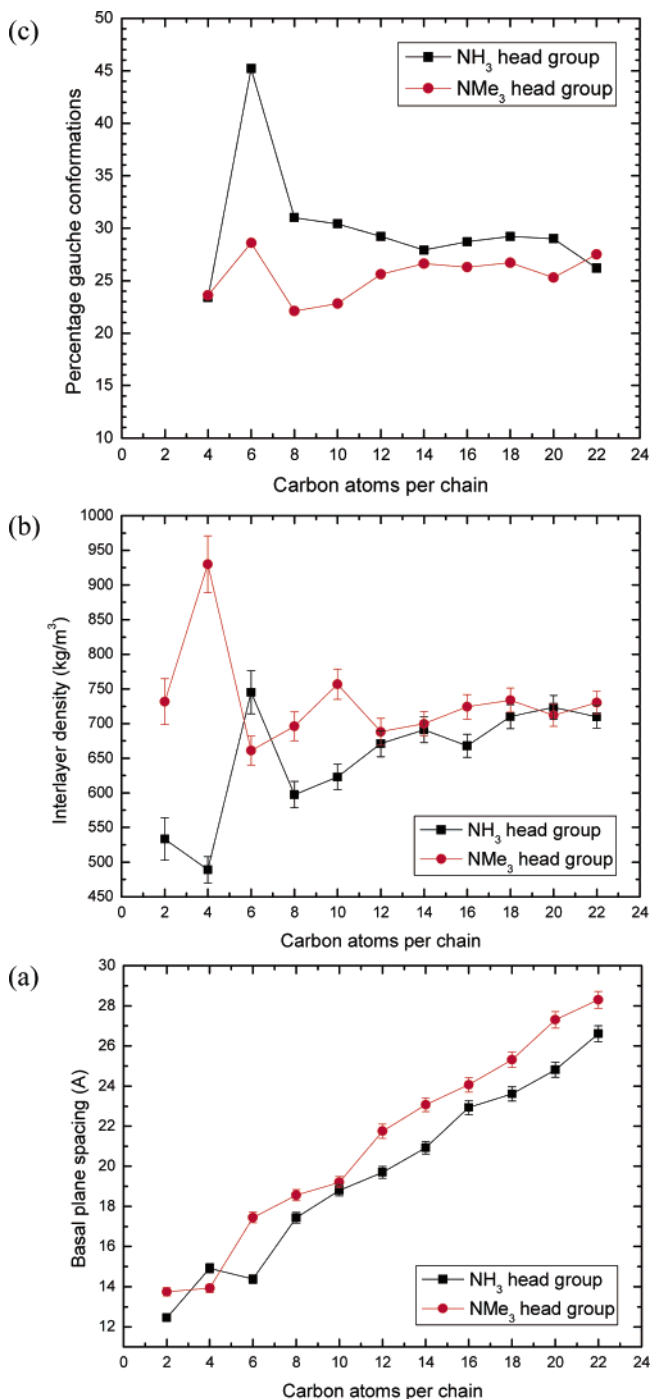 (c)
50
45
40
35
30
25
20
15
10
Percentage gauche conformations
NH3 head group
NMe3 head group
0 2 4 6 8 10 12 14 16 18 20 22 24
Carbon atoms per chain
(b)
1000
950
900
850
800
750
700
650
600
550
500
450
Interlayer density (kg/m3)
NH3 head group
NMe3 head group
0 2 4 6 8 10 12 14 16 18 20 22 24
Carbon atoms per chain
(a)
30
28
26
24
22
20
18
16
14
12
Basal plane spacing (A)
NH3 head group
NMe3 head group
0 2 4 6 8 10 12 14 16 18 20 22 24
Carbon atoms per chain